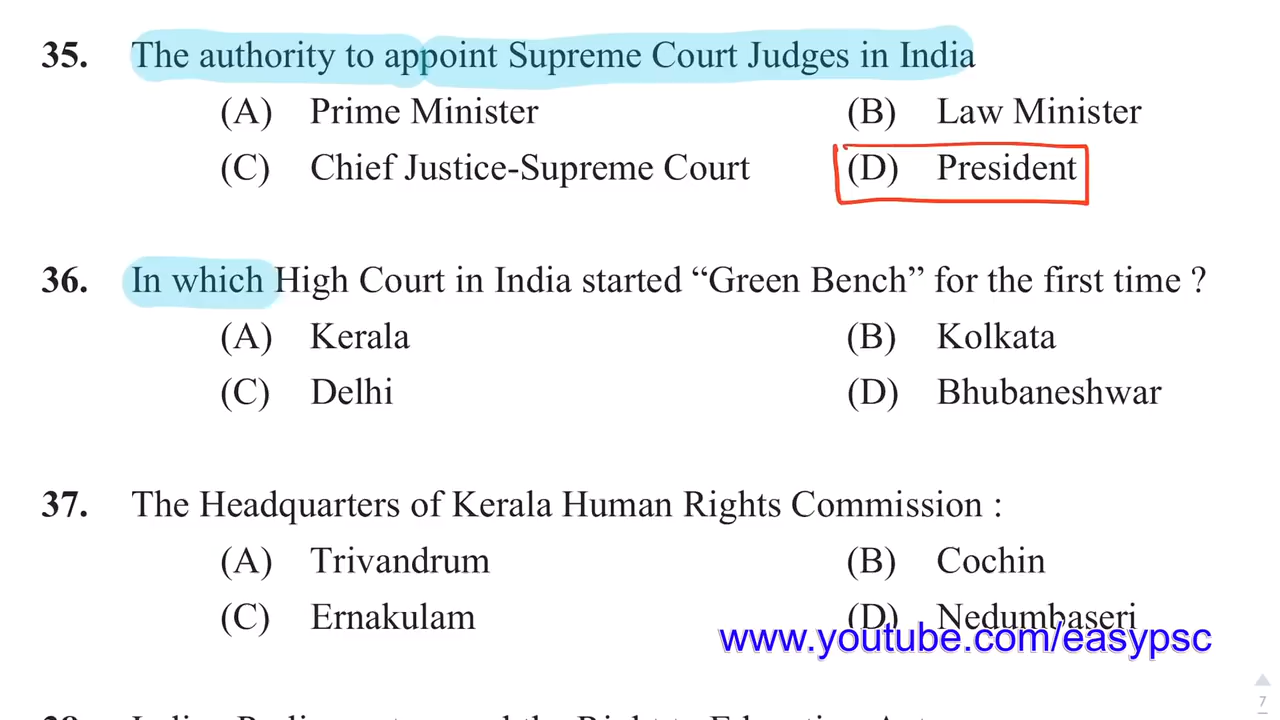 35. The authority to appoint Supreme Court Judges in India
(A) Prime Minister (B) Law Minister
(C) Chief Justice-Supreme Court (D) President
36. In which High Court in India started “Green Bench” for the first time ?
(A) Kerala (B) Kolkata
(C) Delhi (D) Bhubaneshwar
37. The Headquarters of Kerala Human Rights Commission :
(A) Trivandrum (B) Cochin
(C) Ernakulam (D) Nedumbaseri
www.youtube.com/easypsc
7